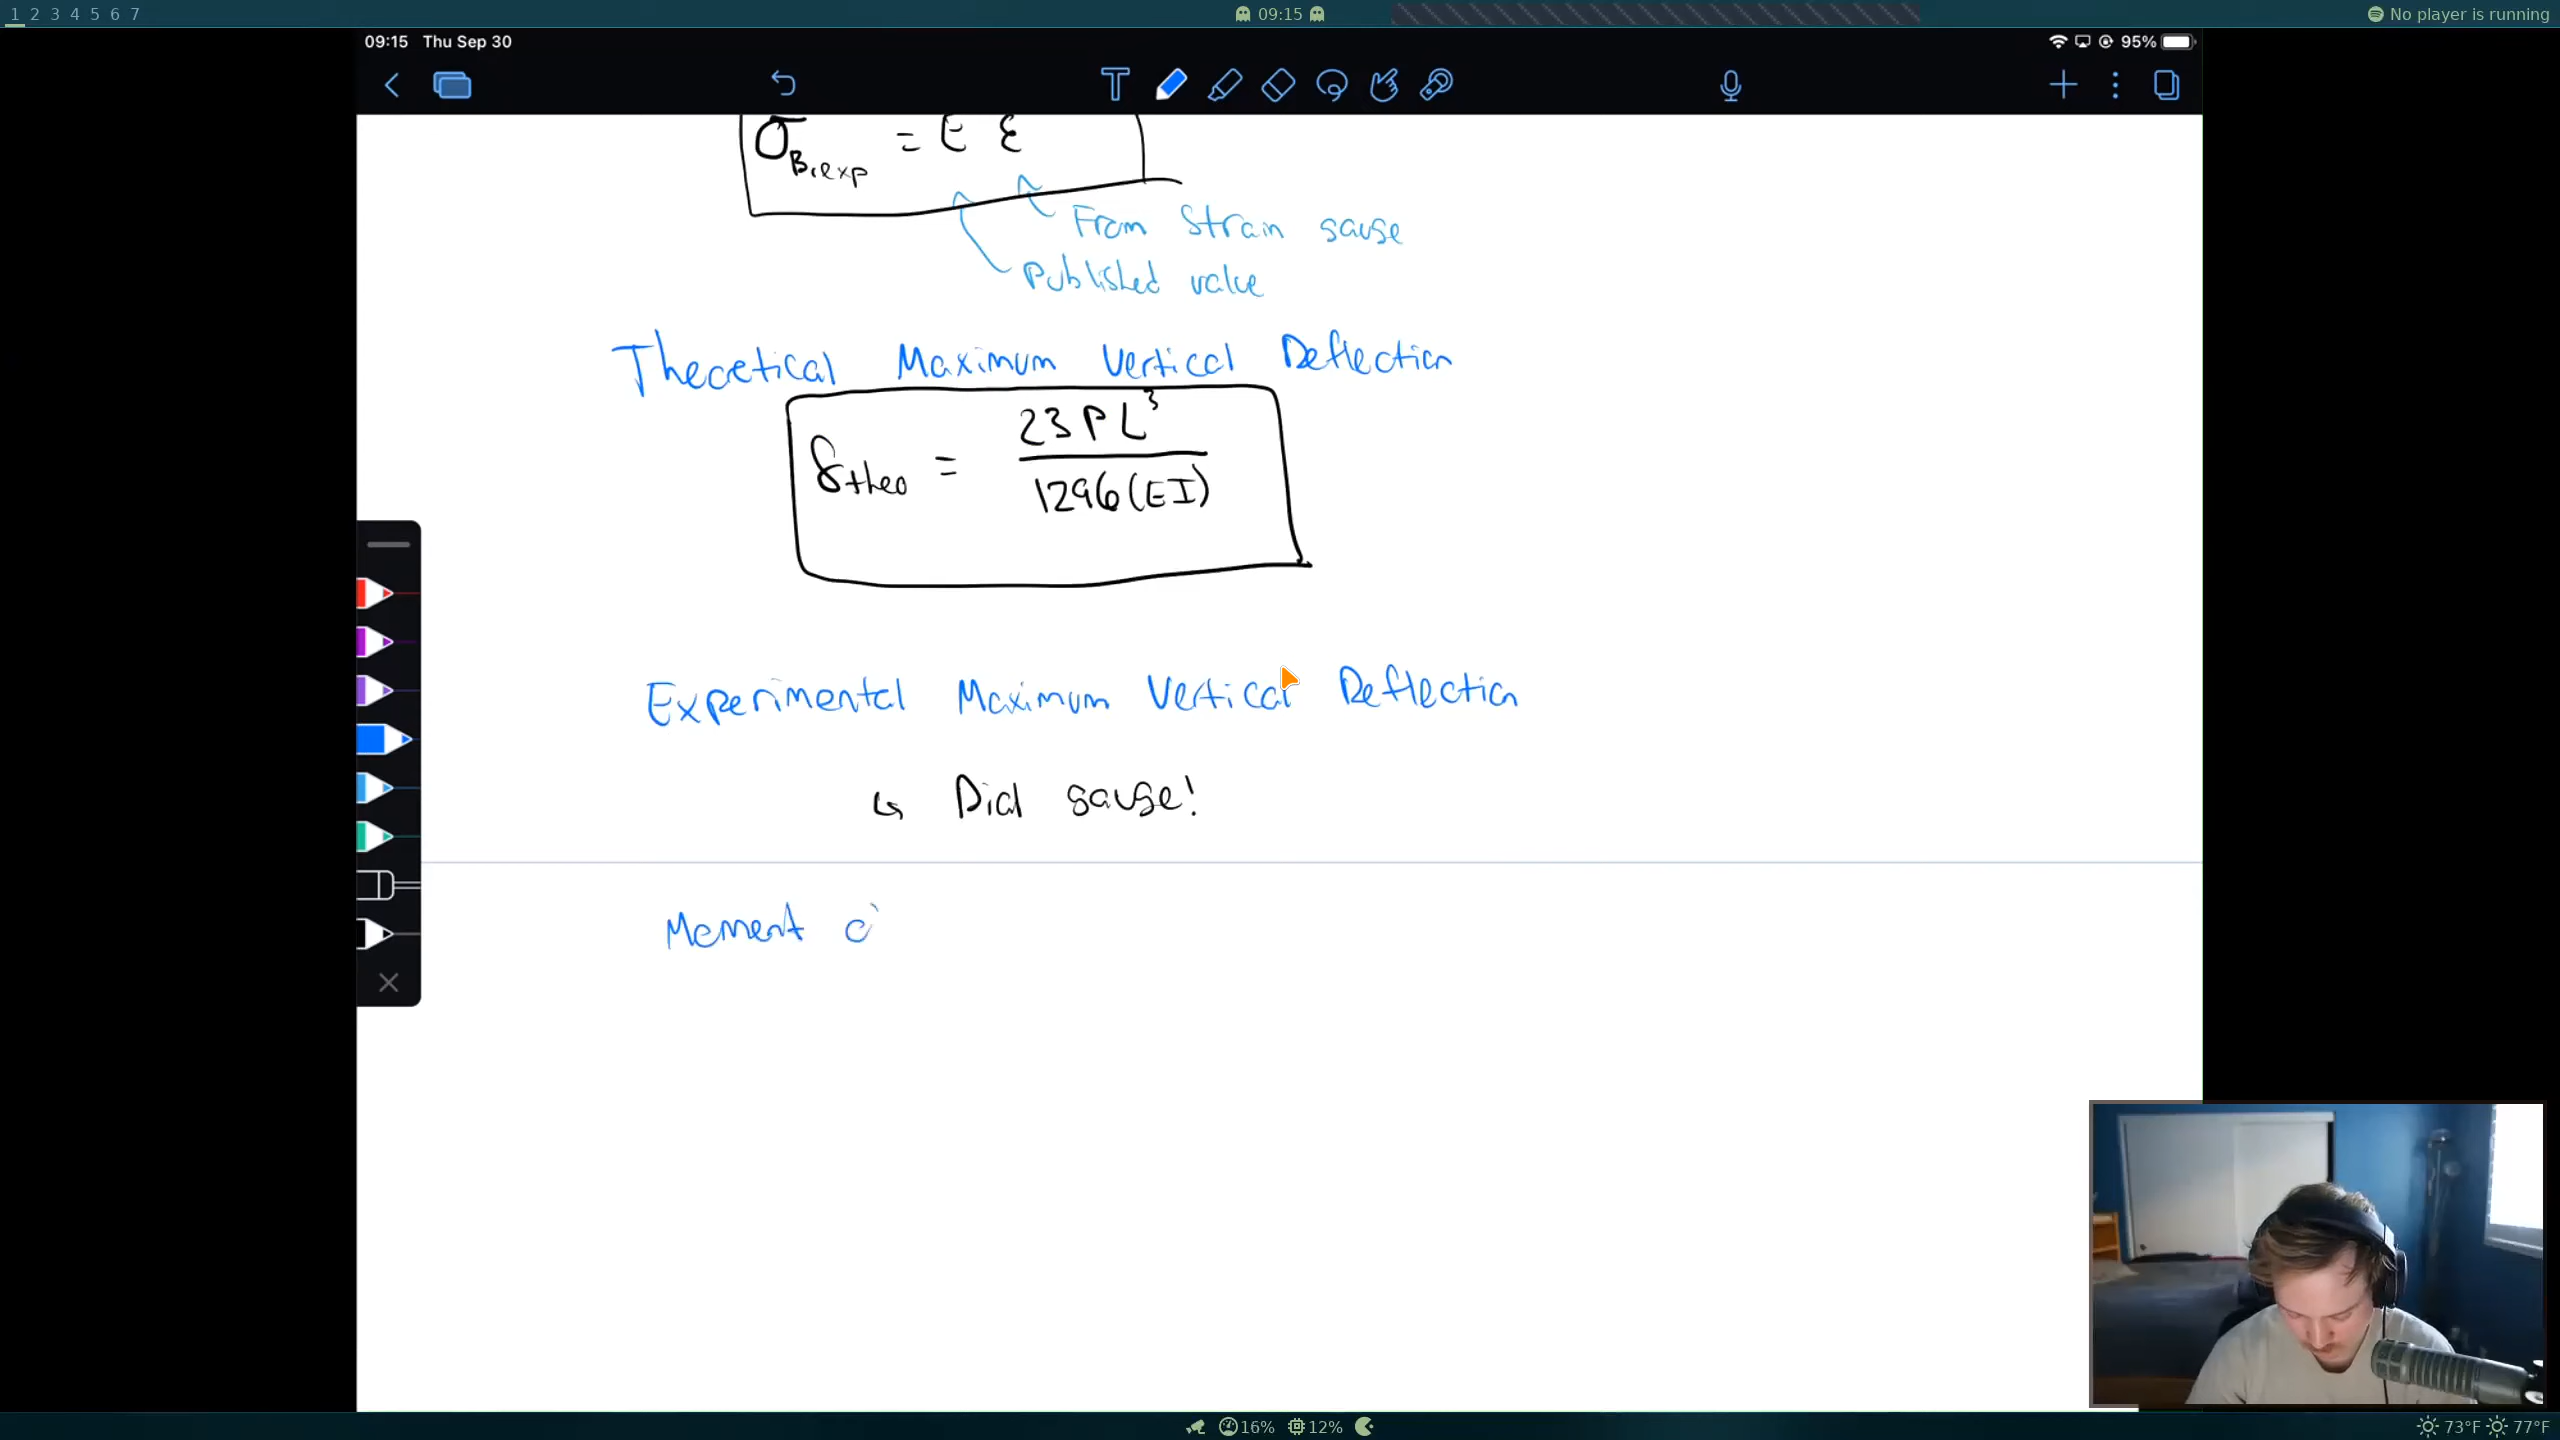 1 2 3 4 5 6 7
09:15
No player is running
09:15 Thu Sep 30
95%
σ B,exp = E ε
From Strain gauge
Published value
Theoretical Maximum Vertical Deflection
δtheo = 23PL³ / 1296(EI)
Experimental Maximum Vertical Deflection
↳ Dial gauge!
Moment o
16% 12%
73°F 77°F